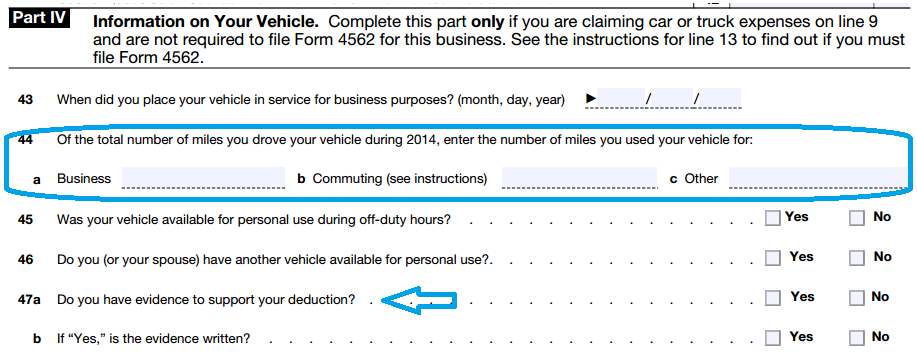 Part IV Information on Your Vehicle. Complete this part only if you are claiming car or truck expenses on line 9
and are not required to file Form 4562 for this business. See the instructions for line 13 to find out if you must
file Form 4562.
43 When did you place your vehicle in service for business purposes? (month, day, year) ▶ / /
44 Of the total number of miles you drove your vehicle during 2014, enter the number of miles you used your vehicle for:
a Business b Commuting (see instructions) c Other
45 Was your vehicle available for personal use during off-duty hours? . . . . . . . . . . . . . . . Yes No
46 Do you (or your spouse) have another vehicle available for personal use?. . . . . . . . . . . . . . Yes No
47a Do you have evidence to support your deduction? . . . . . . . . . . . . . . . . . . . . Yes No
b If “Yes,” is the evidence written? . . . . . . . . . . . . . . . . . . . . . . . . . Yes No